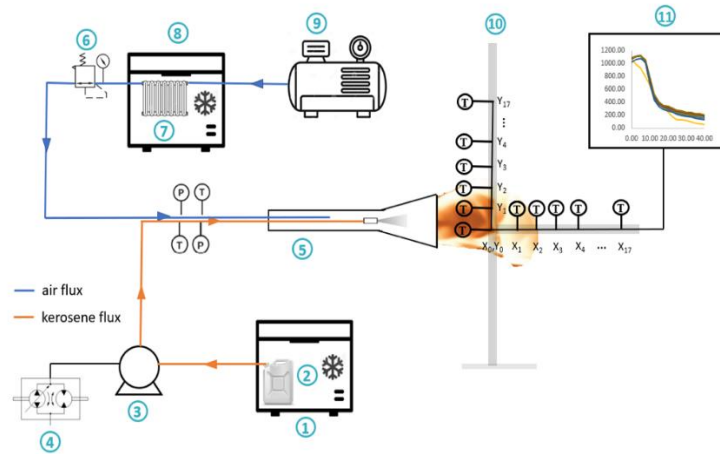 6
8
9
10
11
7
1200.00
1000.00
800.00
600.00
400.00
200.00
0.00
0.00 10.00 20.00 30.00 40.00
T Y17
⋮
T Y4
T Y3
T Y2
T Y1
T
P T
T P
5
T T T T T
X0,Y0 X1 X2 X3 X4 ... X17
air flux
kerosene flux
2
3
4
1